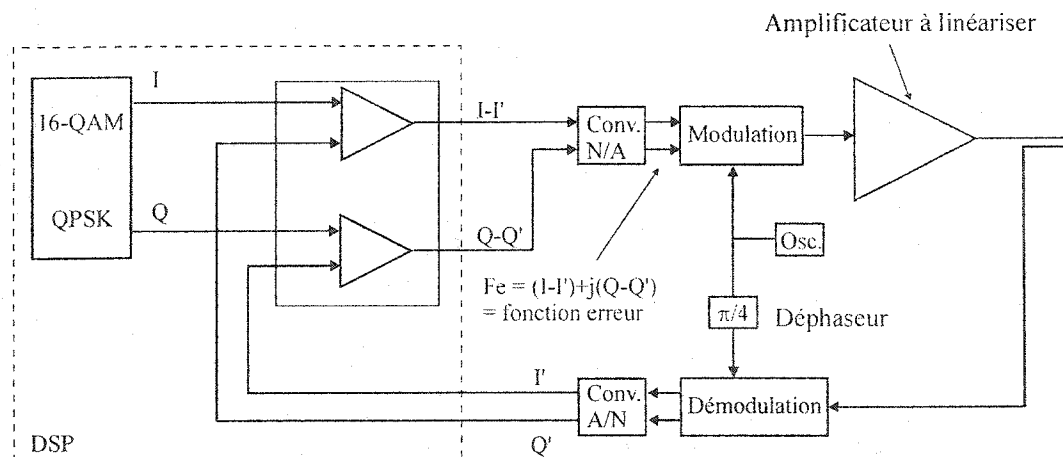 Amplificateur à linéariser
I
16-QAM
I-I'
Conv.
N/A
Modulation
QPSK
Q
Q-Q'
Osc.
Fe = (I-I')+j(Q-Q')
= fonction erreur
π/4
Déphaseur
I'
Conv.
A/N
Démodulation
DSP
Q'